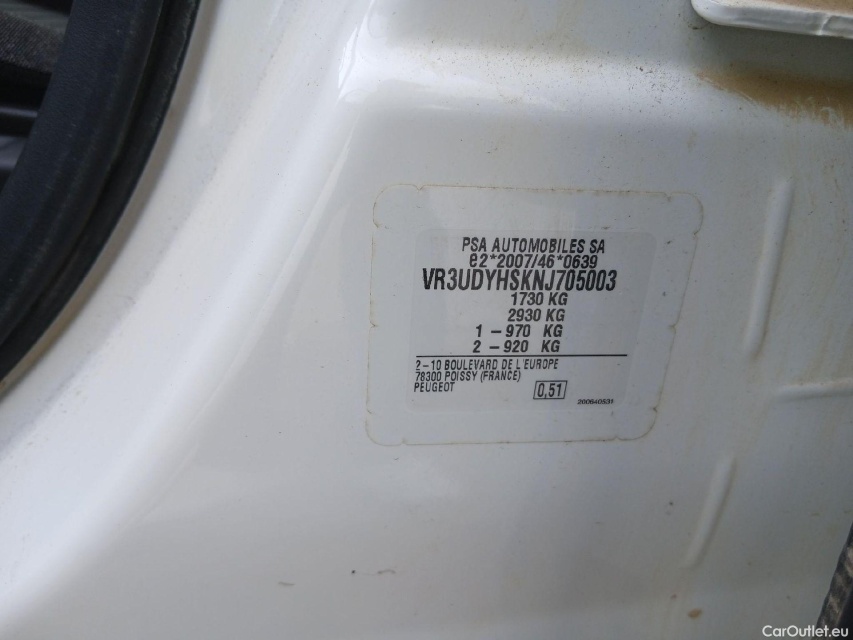 PSA AUTOMOBILES SA
e2*2007/46*0639
VR3UDYHSKNJ705003
1730 KG
2930 KG
1 – 970 KG
2 – 920 KG
2 – 10 BOULEVARD DE L'EUROPE
78300 POISSY (FRANCE)
PEUGEOT
0,51
200640531
CarOutlet.eu